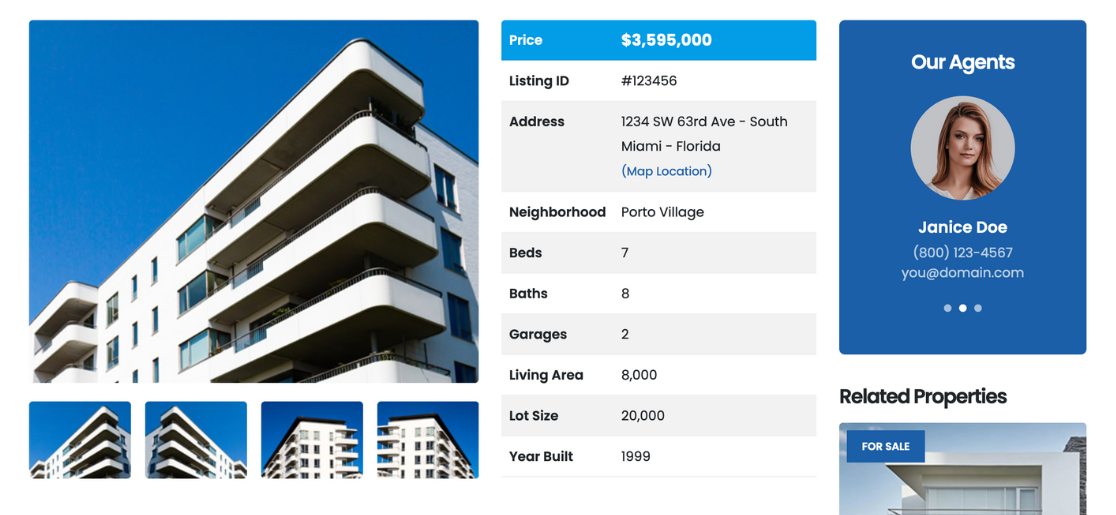 Price $3,595,000
Listing ID #123456
Address 1234 SW 63rd Ave - South
Miami - Florida
(Map Location)
Neighborhood Porto Village
Beds 7
Baths 8
Garages 2
Living Area 8,000
Lot Size 20,000
Year Built 1999
Our Agents
Janice Doe
(800) 123-4567
you@domain.com
Related Properties
FOR SALE